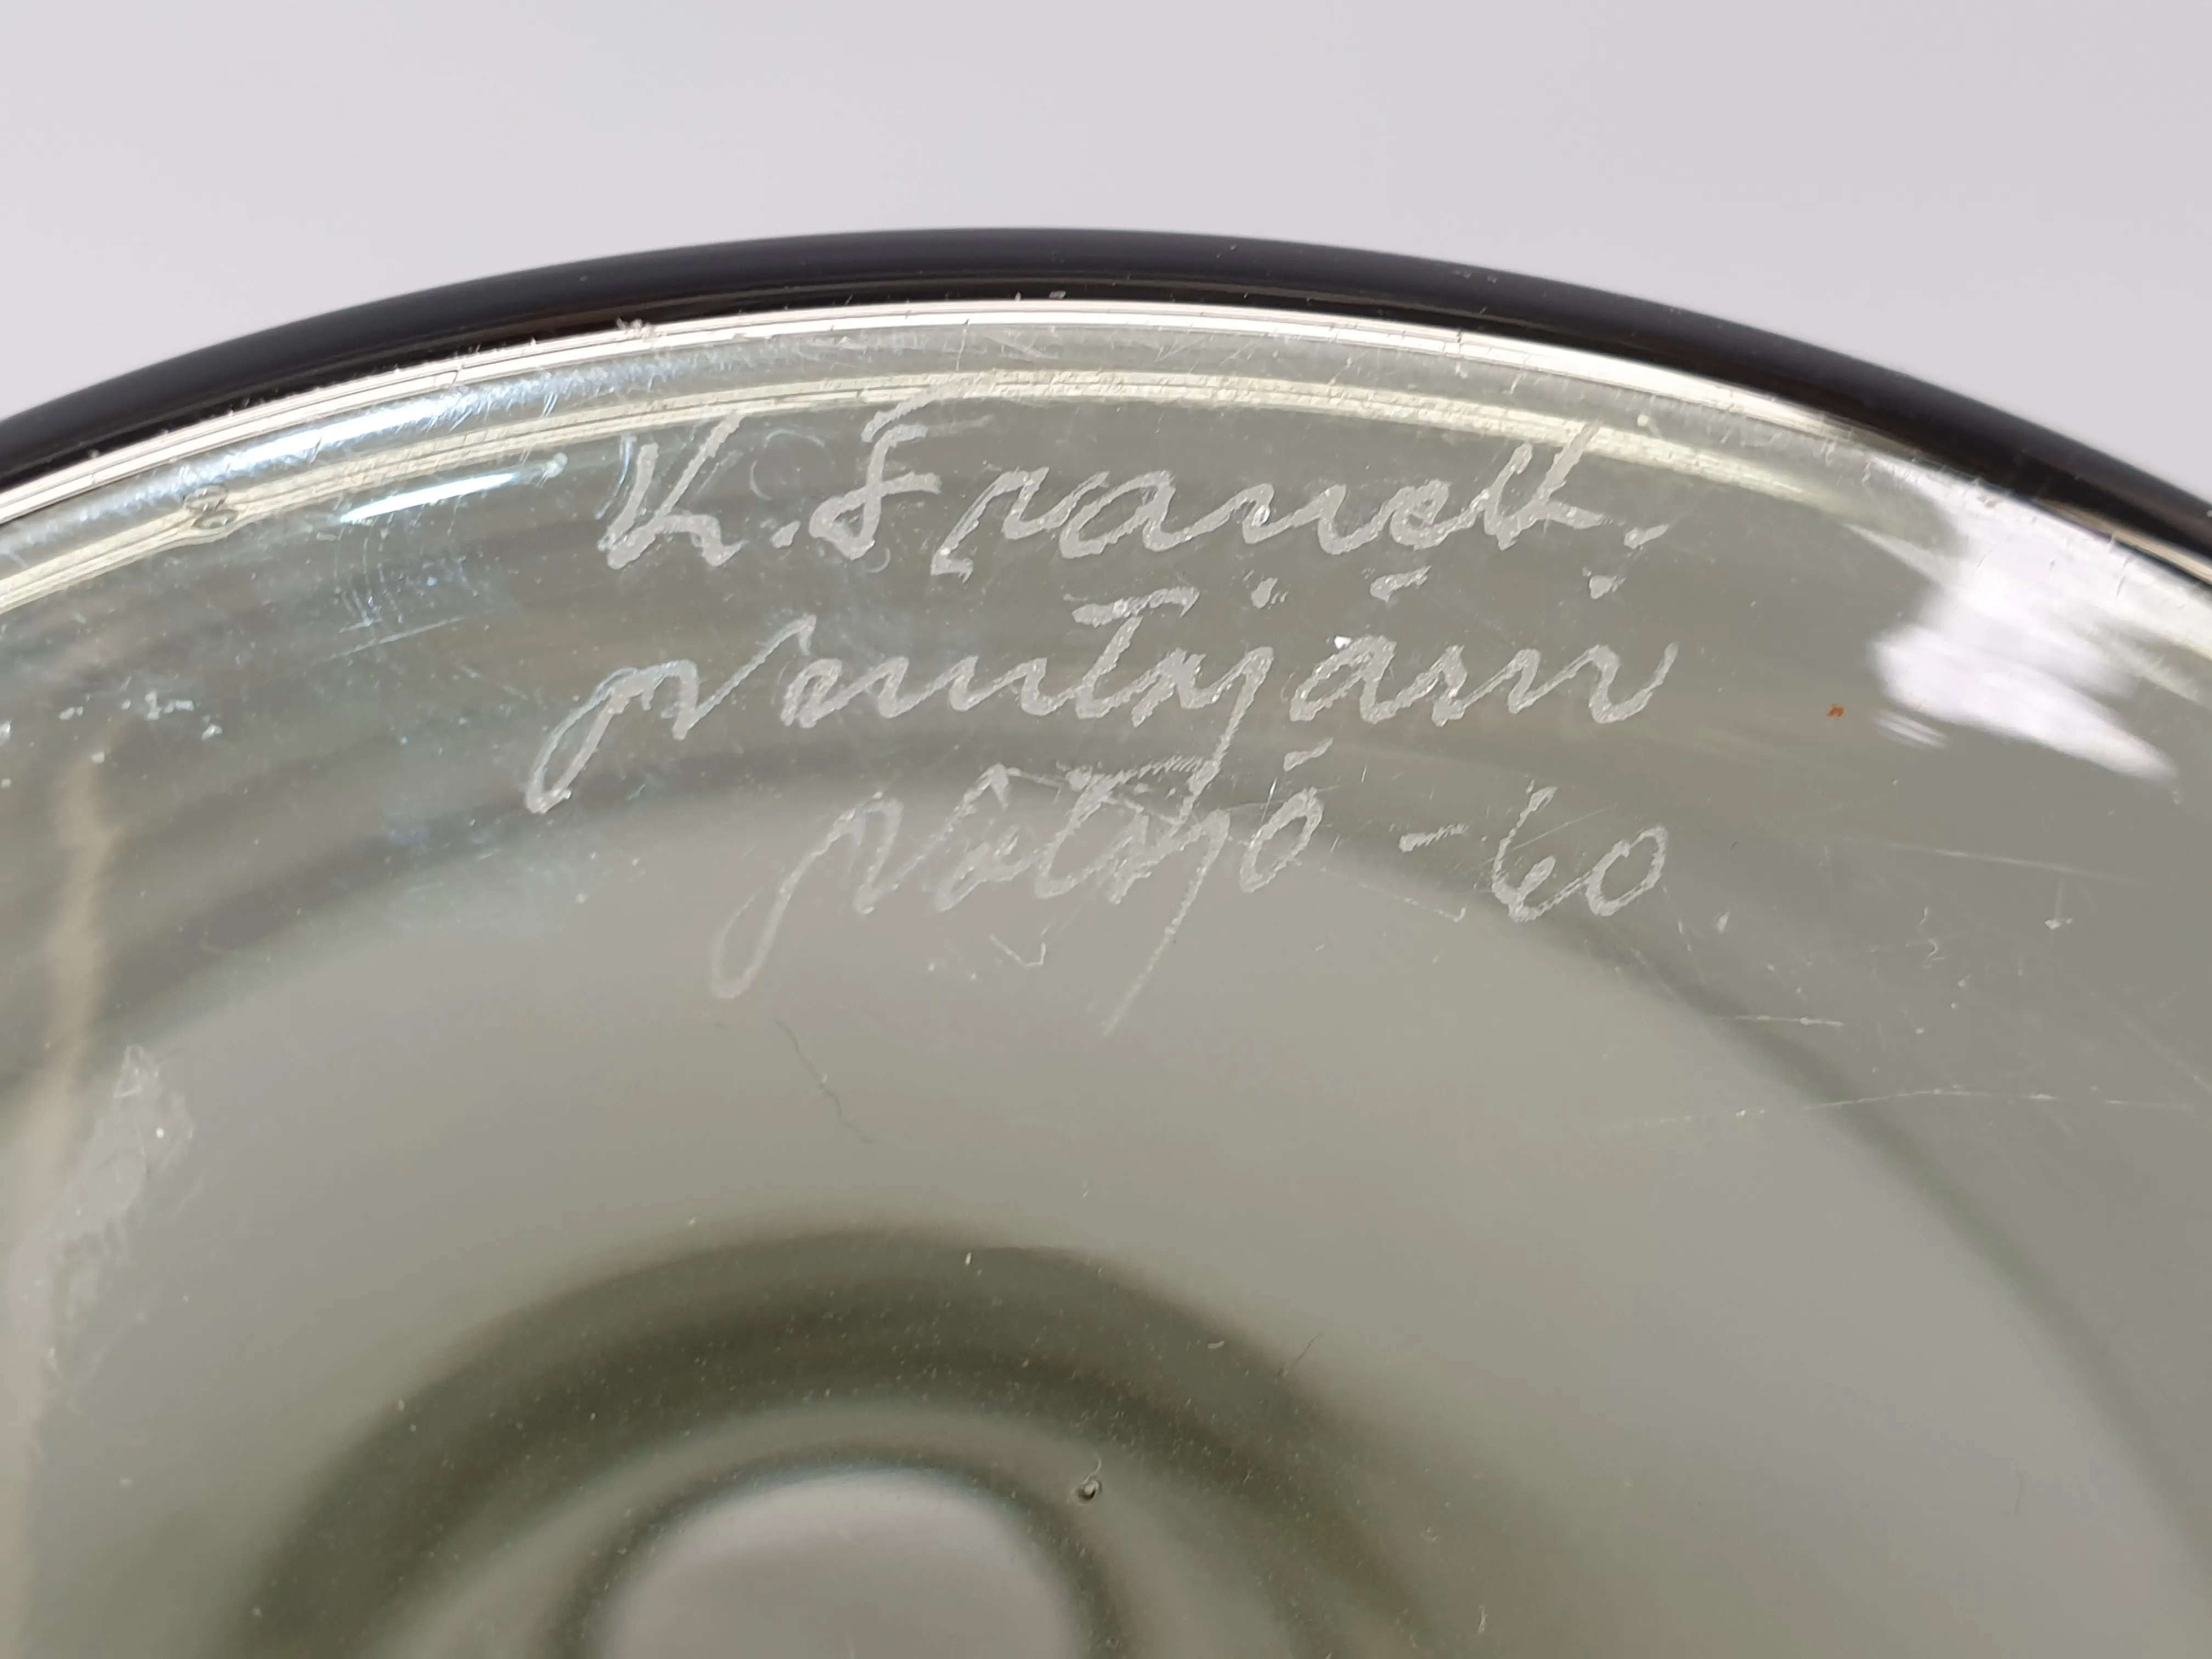 K. Franck.
Nuutajärvi
Notsjö -60